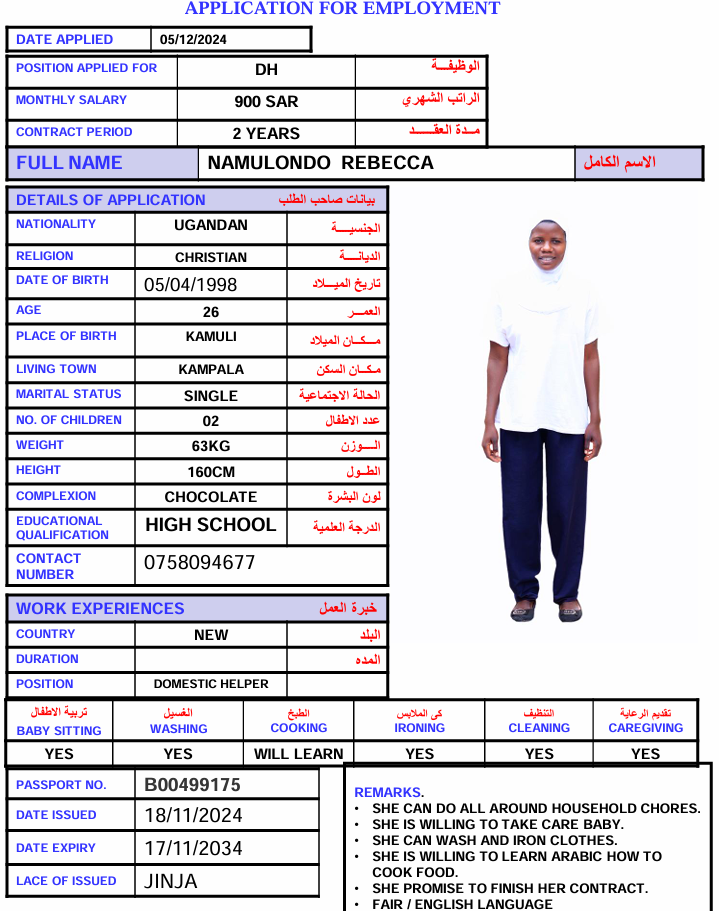 APPLICATION FOR EMPLOYMENT
DATE APPLIED 05/12/2024
POSITION APPLIED FOR DH الوظيفـــة
MONTHLY SALARY 900 SAR الراتب الشهري
CONTRACT PERIOD 2 YEARS مـدة العقـــد
FULL NAME NAMULONDO REBECCA الاسم الكامل
DETAILS OF APPLICATION بيانات صاحب الطلب
NATIONALITY UGANDAN الجنسيـــة
RELIGION CHRISTIAN الديانـــة
DATE OF BIRTH 05/04/1998 تاريخ الميـــلاد
AGE 26 العمـــر
PLACE OF BIRTH KAMULI مـكــان الميلاد
LIVING TOWN KAMPALA مـكـان السكن
MARITAL STATUS SINGLE الحالة الاجتماعية
NO. OF CHILDREN 02 عدد الاطفال
WEIGHT 63KG الـــوزن
HEIGHT 160CM الطــول
COMPLEXION CHOCOLATE لون البشرة
EDUCATIONAL QUALIFICATION HIGH SCHOOL الدرجة العلمية
CONTACT NUMBER 0758094677
WORK EXPERIENCES خبرة العمل
COUNTRY NEW البلد
DURATION المده
POSITION DOMESTIC HELPER
تربية الاطفال الغسيل الطبخ كى الملابس التنظيف تقديم الرعاية
BABY SITTING WASHING COOKING IRONING CLEANING CAREGIVING
YES YES WILL LEARN YES YES YES
PASSPORT NO. B00499175
DATE ISSUED 18/11/2024
DATE EXPIRY 17/11/2034
LACE OF ISSUED JINJA
REMARKS.
• SHE CAN DO ALL AROUND HOUSEHOLD CHORES.
• SHE IS WILLING TO TAKE CARE BABY.
• SHE CAN WASH AND IRON CLOTHES.
• SHE IS WILLING TO LEARN ARABIC HOW TO
COOK FOOD.
• SHE PROMISE TO FINISH HER CONTRACT.
• FAIR / ENGLISH LANGUAGE